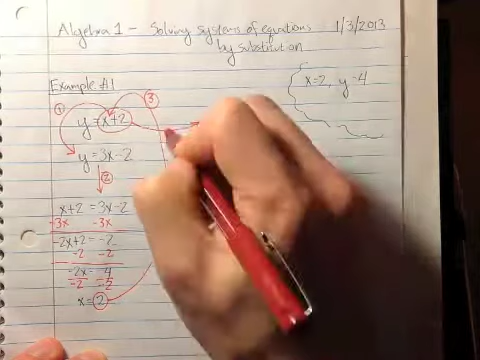 Algebra 1 - Solving systems of equations 1/3/2013
by substitution
Example #1
x=2, y=4
① ③
y=x+2
y=3x-2
②
x+2=3x-2
-3x -3x
-2x+2=-2
-2 -2
-2x=-4
-2 -2
x=2